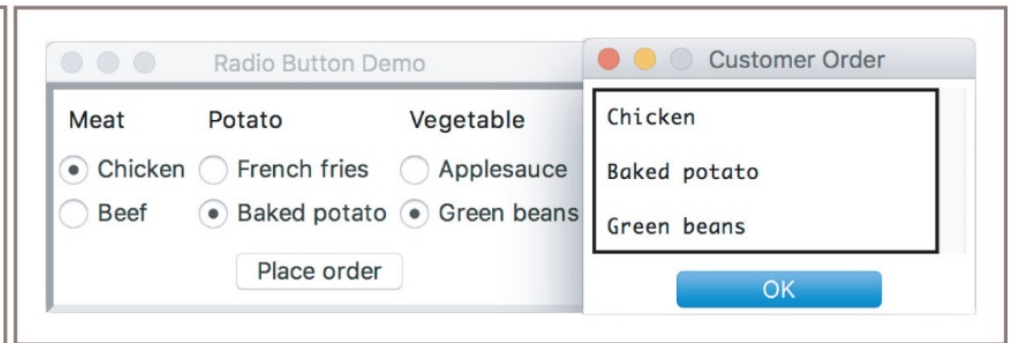 Radio Button Demo
Meat Potato Vegetable
Chicken French fries Applesauce
Beef Baked potato Green beans
Place order
Customer Order
Chicken
Baked potato
Green beans
OK